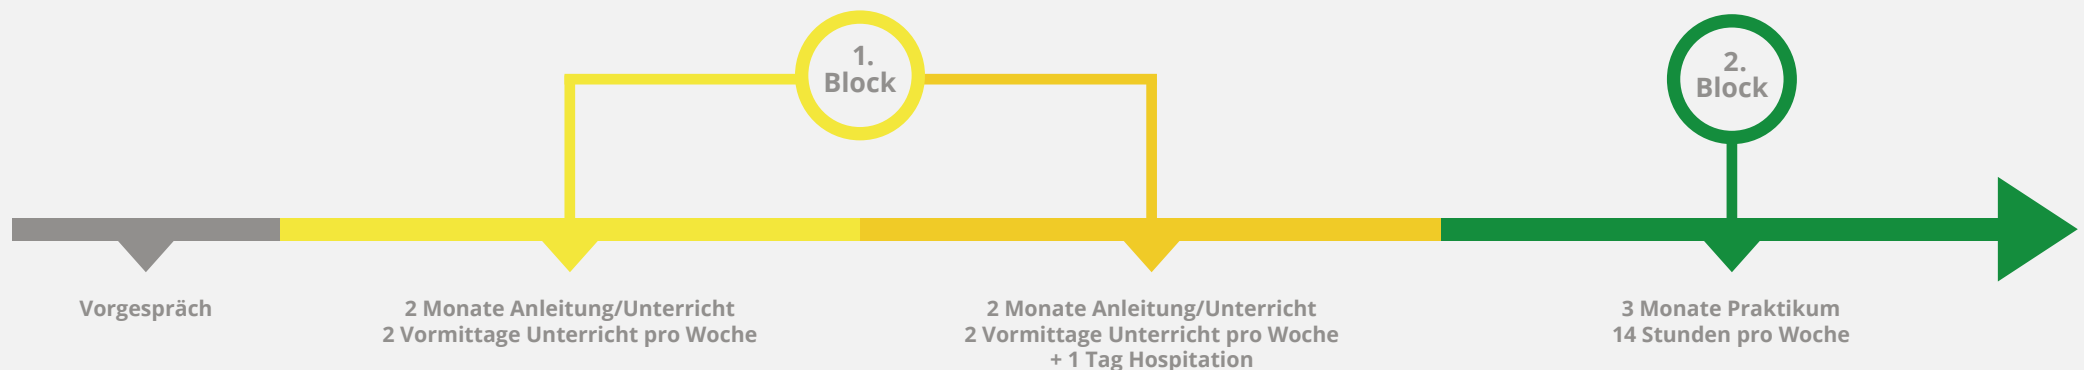 1.
Block
2.
Block
Vorgespräch
2 Monate Anleitung/Unterricht
2 Vormittage Unterricht pro Woche
2 Monate Anleitung/Unterricht
2 Vormittage Unterricht pro Woche
+ 1 Tag Hospitation
3 Monate Praktikum
14 Stunden pro Woche